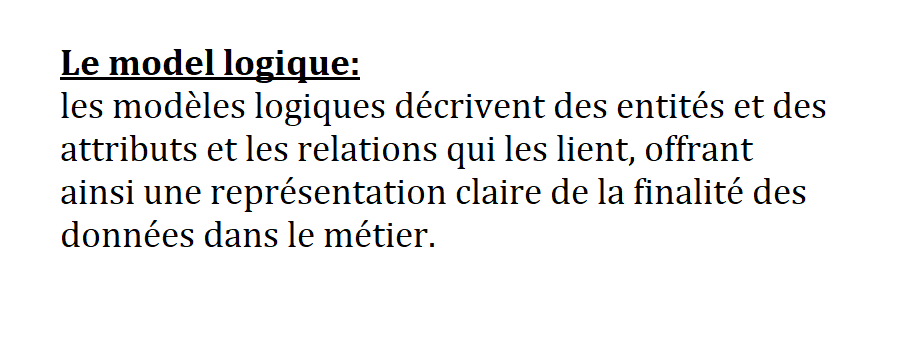 Le model logique:
les modèles logiques décrivent des entités et des
attributs et les relations qui les lient, offrant
ainsi une représentation claire de la finalité des
données dans le métier.